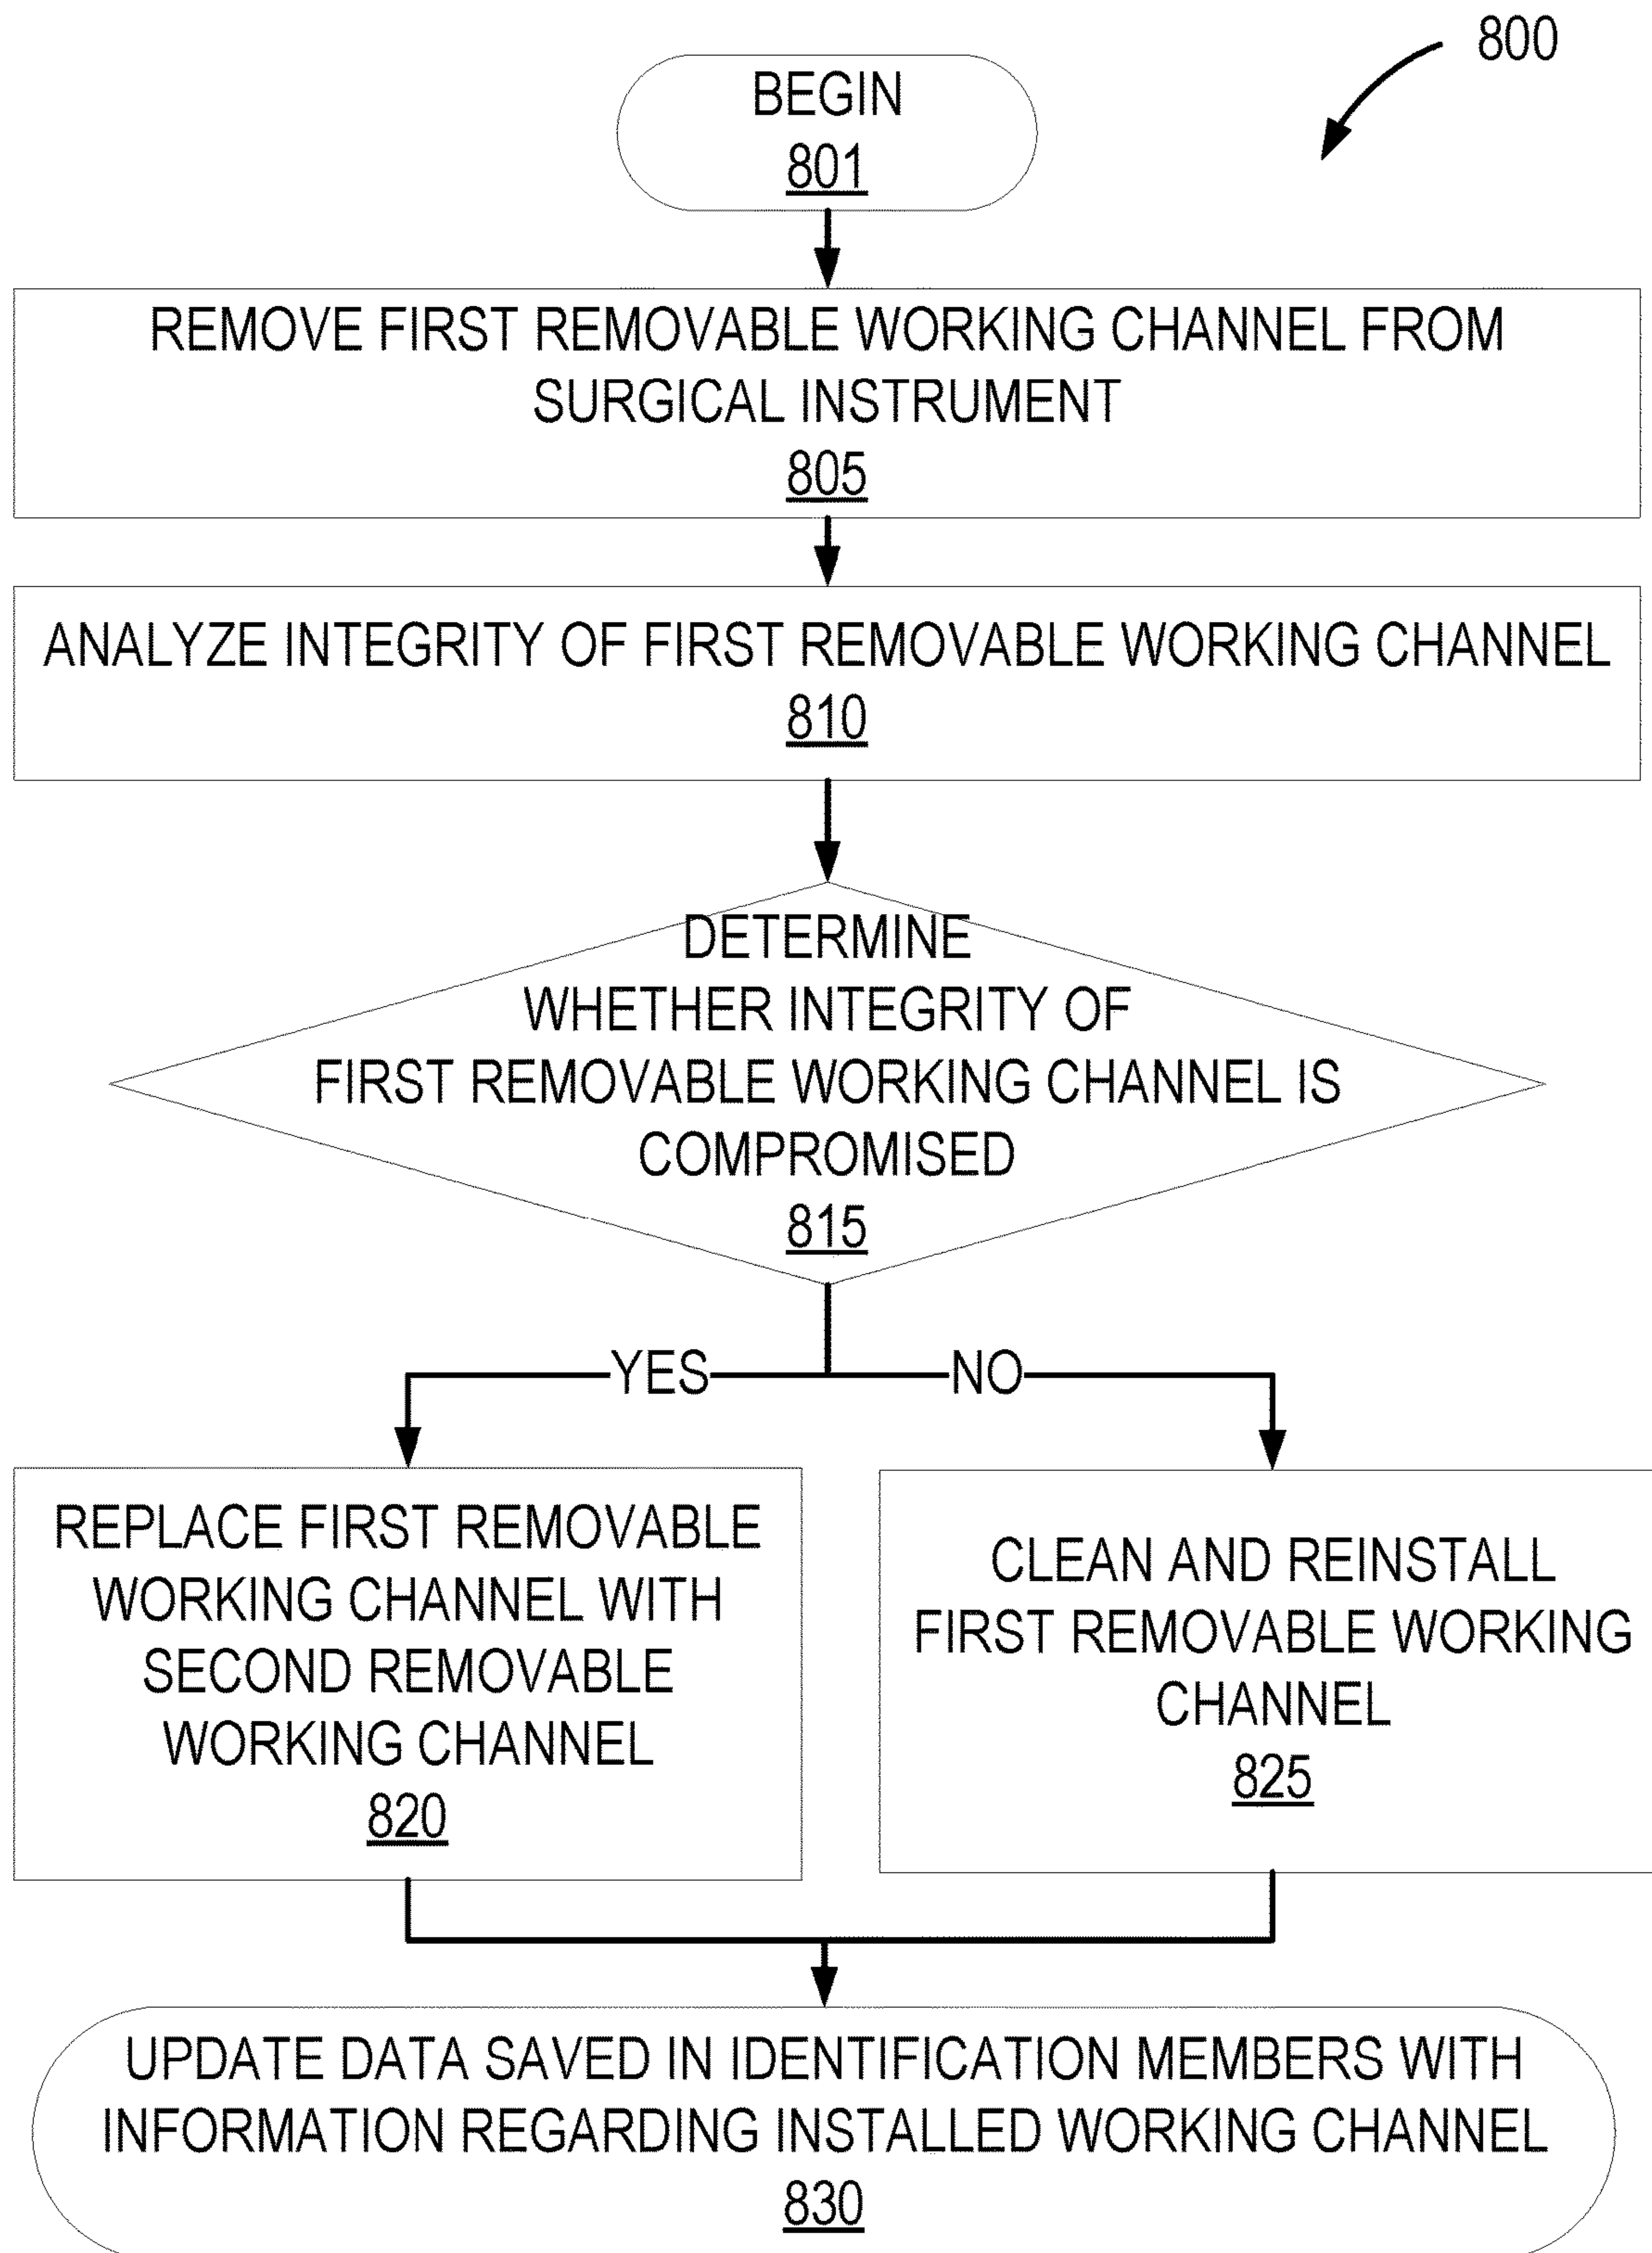 800
BEGIN
801
REMOVE FIRST REMOVABLE WORKING CHANNEL FROM
SURGICAL INSTRUMENT
805
ANALYZE INTEGRITY OF FIRST REMOVABLE WORKING CHANNEL
810
DETERMINE
WHETHER INTEGRITY OF
FIRST REMOVABLE WORKING CHANNEL IS
COMPROMISED
815
YES
NO
REPLACE FIRST REMOVABLE
WORKING CHANNEL WITH
SECOND REMOVABLE
WORKING CHANNEL
820
CLEAN AND REINSTALL
FIRST REMOVABLE WORKING
CHANNEL
825
UPDATE DATA SAVED IN IDENTIFICATION MEMBERS WITH
INFORMATION REGARDING INSTALLED WORKING CHANNEL
830